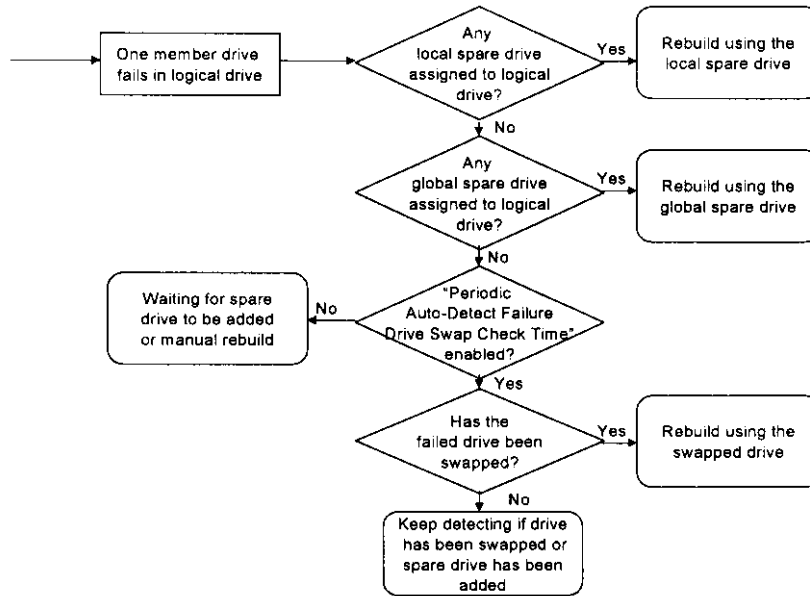 One member drive
fails in logical drive
Any
local spare drive
assigned to logical
drive?
Yes
Rebuild using the
local spare drive
No
Any
global spare drive
assigned to logical
drive?
Yes
Rebuild using the
global spare drive
No
"Periodic
Auto-Detect Failure
Drive Swap Check Time"
enabled?
No
Waiting for spare
drive to be added
or manual rebuild
Yes
Has the
failed drive been
swapped?
Yes
Rebuild using the
swapped drive
No
Keep detecting if drive
has been swapped or
spare drive has been
added